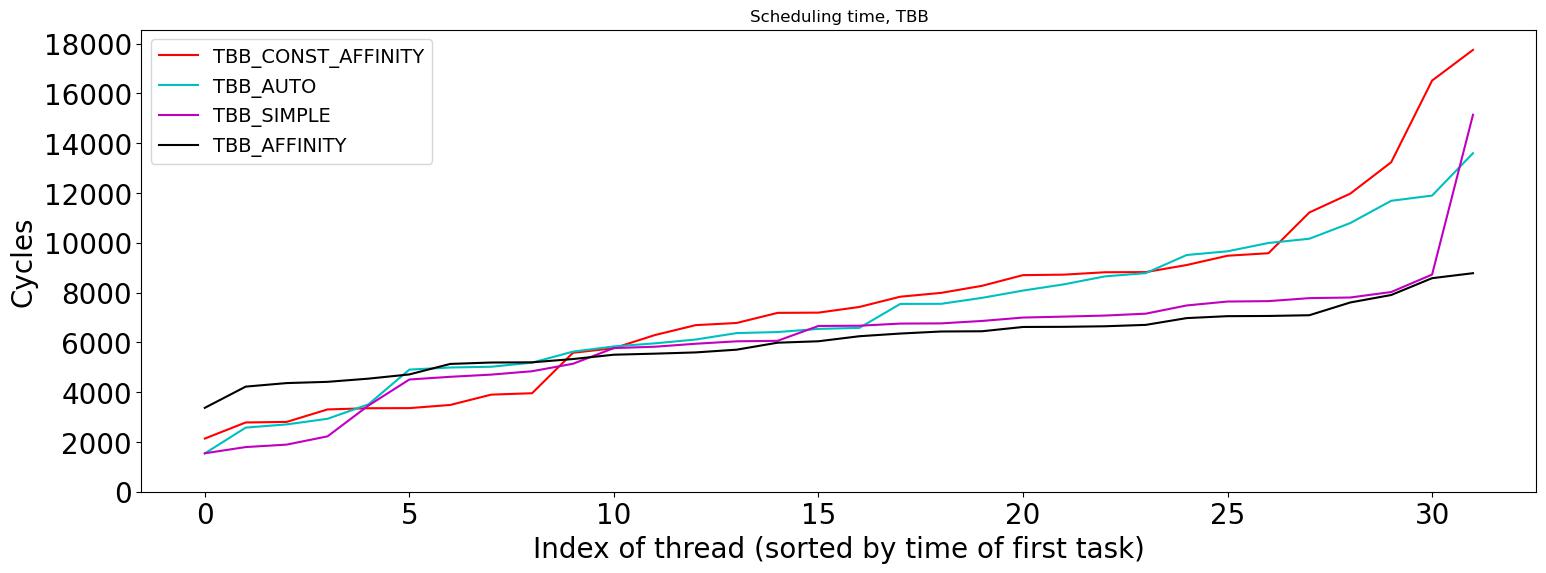 Scheduling time, TBB
TBB_CONST_AFFINITY
TBB_AUTO
TBB_SIMPLE
TBB_AFFINITY
18000
16000
14000
12000
10000
8000
6000
4000
2000
0
Cycles
0 5 10 15 20 25 30
Index of thread (sorted by time of first task)